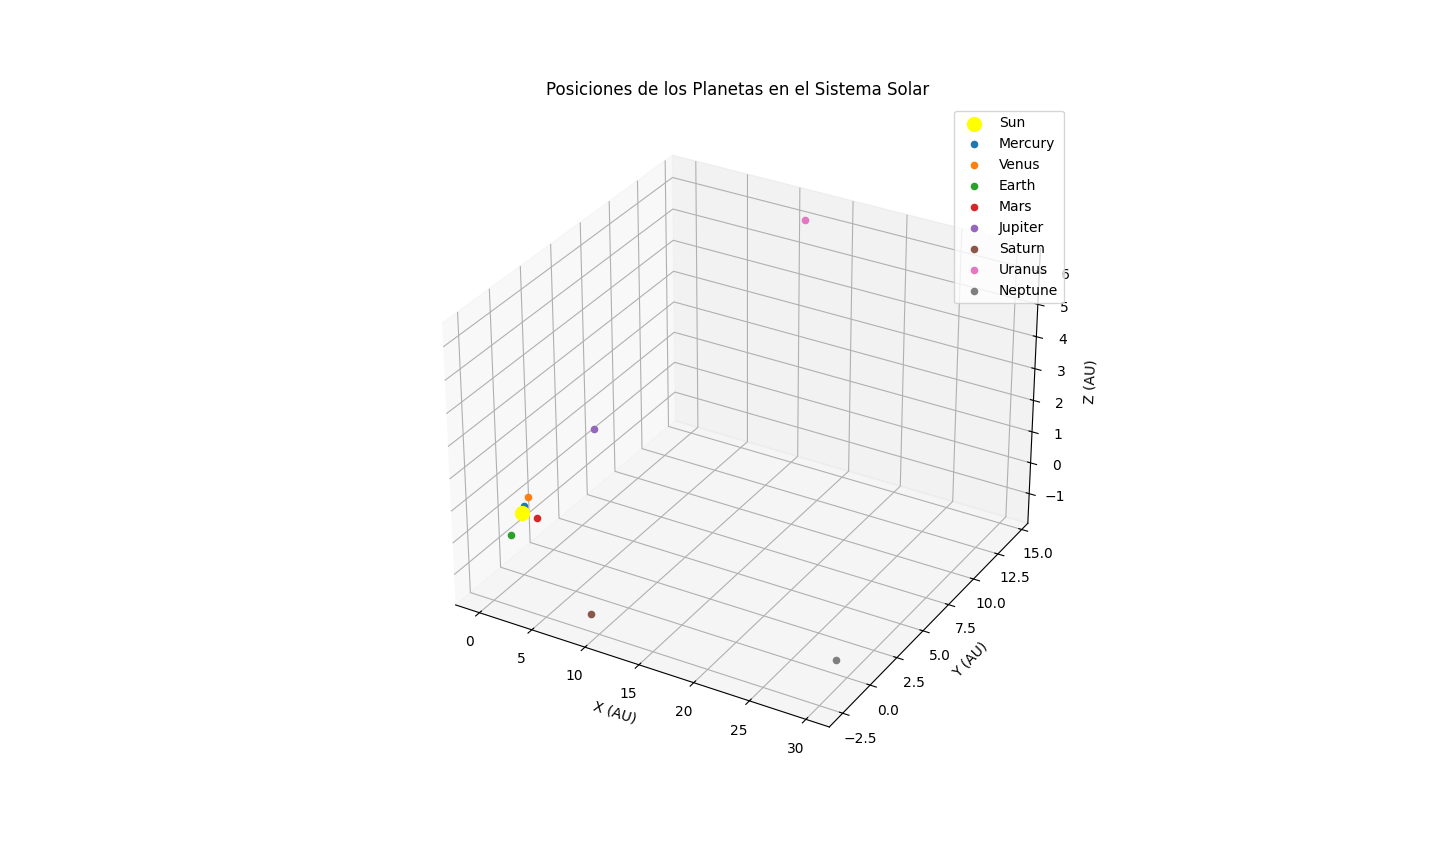 Posiciones de los Planetas en el Sistema Solar
Sun
Mercury
Venus
Earth
Mars
Jupiter
Saturn
Uranus
Neptune
6
5
4
3
2
1
0
−1
Z (AU)
15.0
12.5
10.0
7.5
5.0
2.5
0.0
−2.5
Y (AU)
0
5
10
15
20
25
30
X (AU)